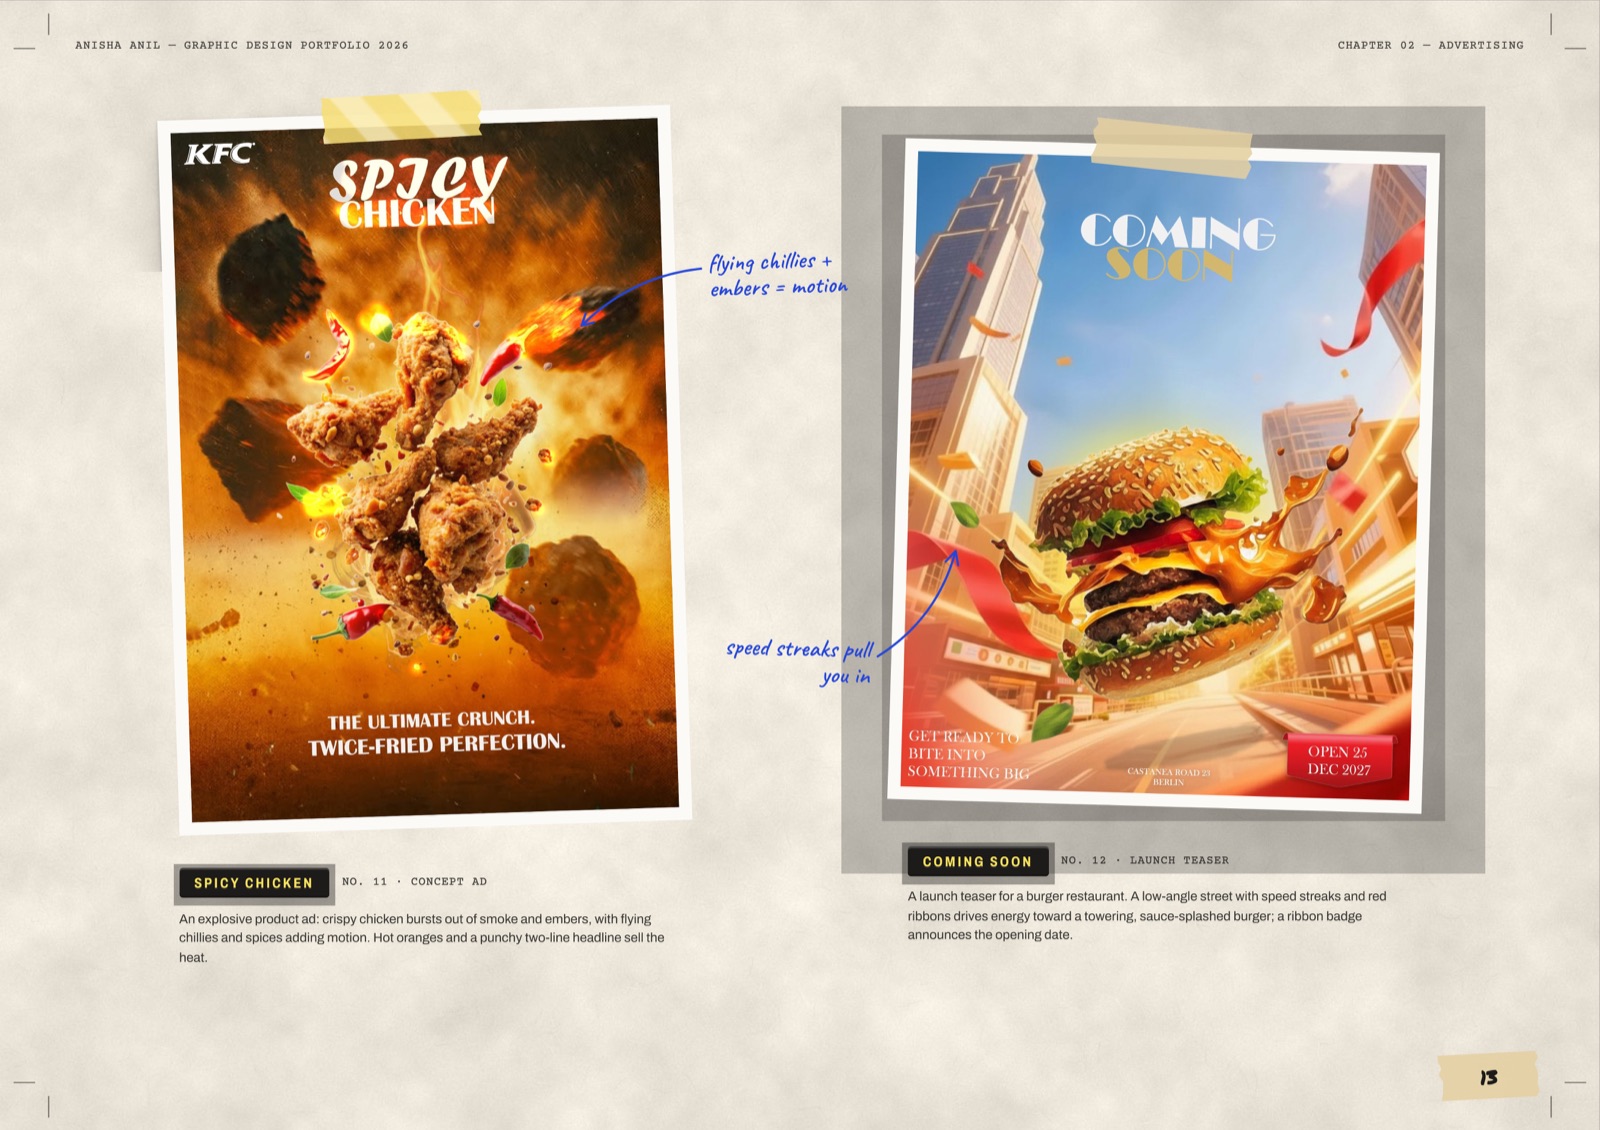 ANISHA ANIL — GRAPHIC DESIGN PORTFOLIO 2026
CHAPTER 02 — ADVERTISING
KFC
SPICY
CHICKEN
flying chillies +
embers = motion
THE ULTIMATE CRUNCH.
TWICE-FRIED PERFECTION.
COMING
SOON
speed streaks pull
you in
GET READY TO
BITE INTO
SOMETHING BIG
CASTANEA ROAD 23
BERLIN
OPEN 25
DEC 2027
SPICY CHICKEN
NO. 11 · CONCEPT AD
An explosive product ad: crispy chicken bursts out of smoke and embers, with flying
chillies and spices adding motion. Hot oranges and a punchy two-line headline sell the
heat.
COMING SOON
NO. 12 · LAUNCH TEASER
A launch teaser for a burger restaurant. A low-angle street with speed streaks and red
ribbons drives energy toward a towering, sauce-splashed burger; a ribbon badge
announces the opening date.
13